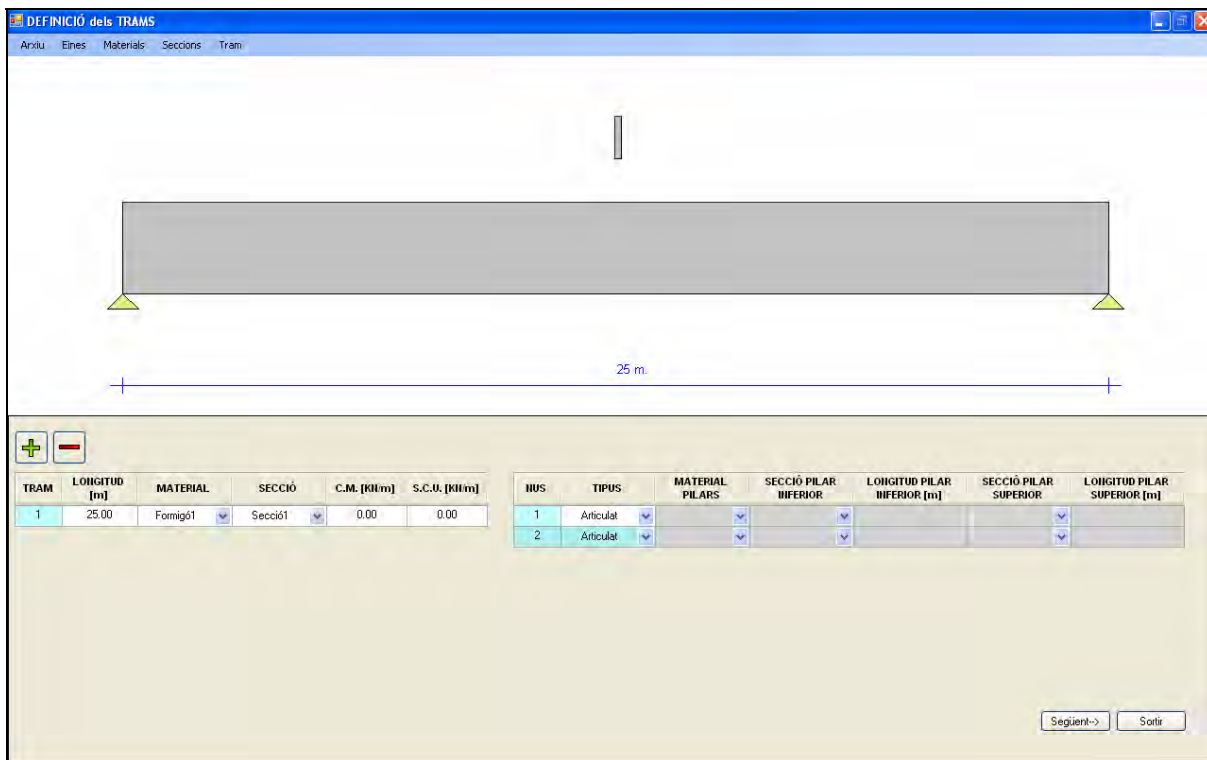 DEFINICIÓ dels TRAMS
Arxiu Eines Materials Seccions Tram
25 m.
TRAM LONGITUD [m] MATERIAL SECCIÓ C.M. [KN/m] S.C.U. [KN/m]
1 25.00 Formigó1 Secció1 0.00 0.00
NUS TIPUS MATERIAL PILARS SECCIÓ PILAR INFERIOR LONGITUD PILAR INFERIOR [m] SECCIÓ PILAR SUPERIOR LONGITUD PILAR SUPERIOR [m]
1 Articulat
2 Articulat
Següent--> Sortir